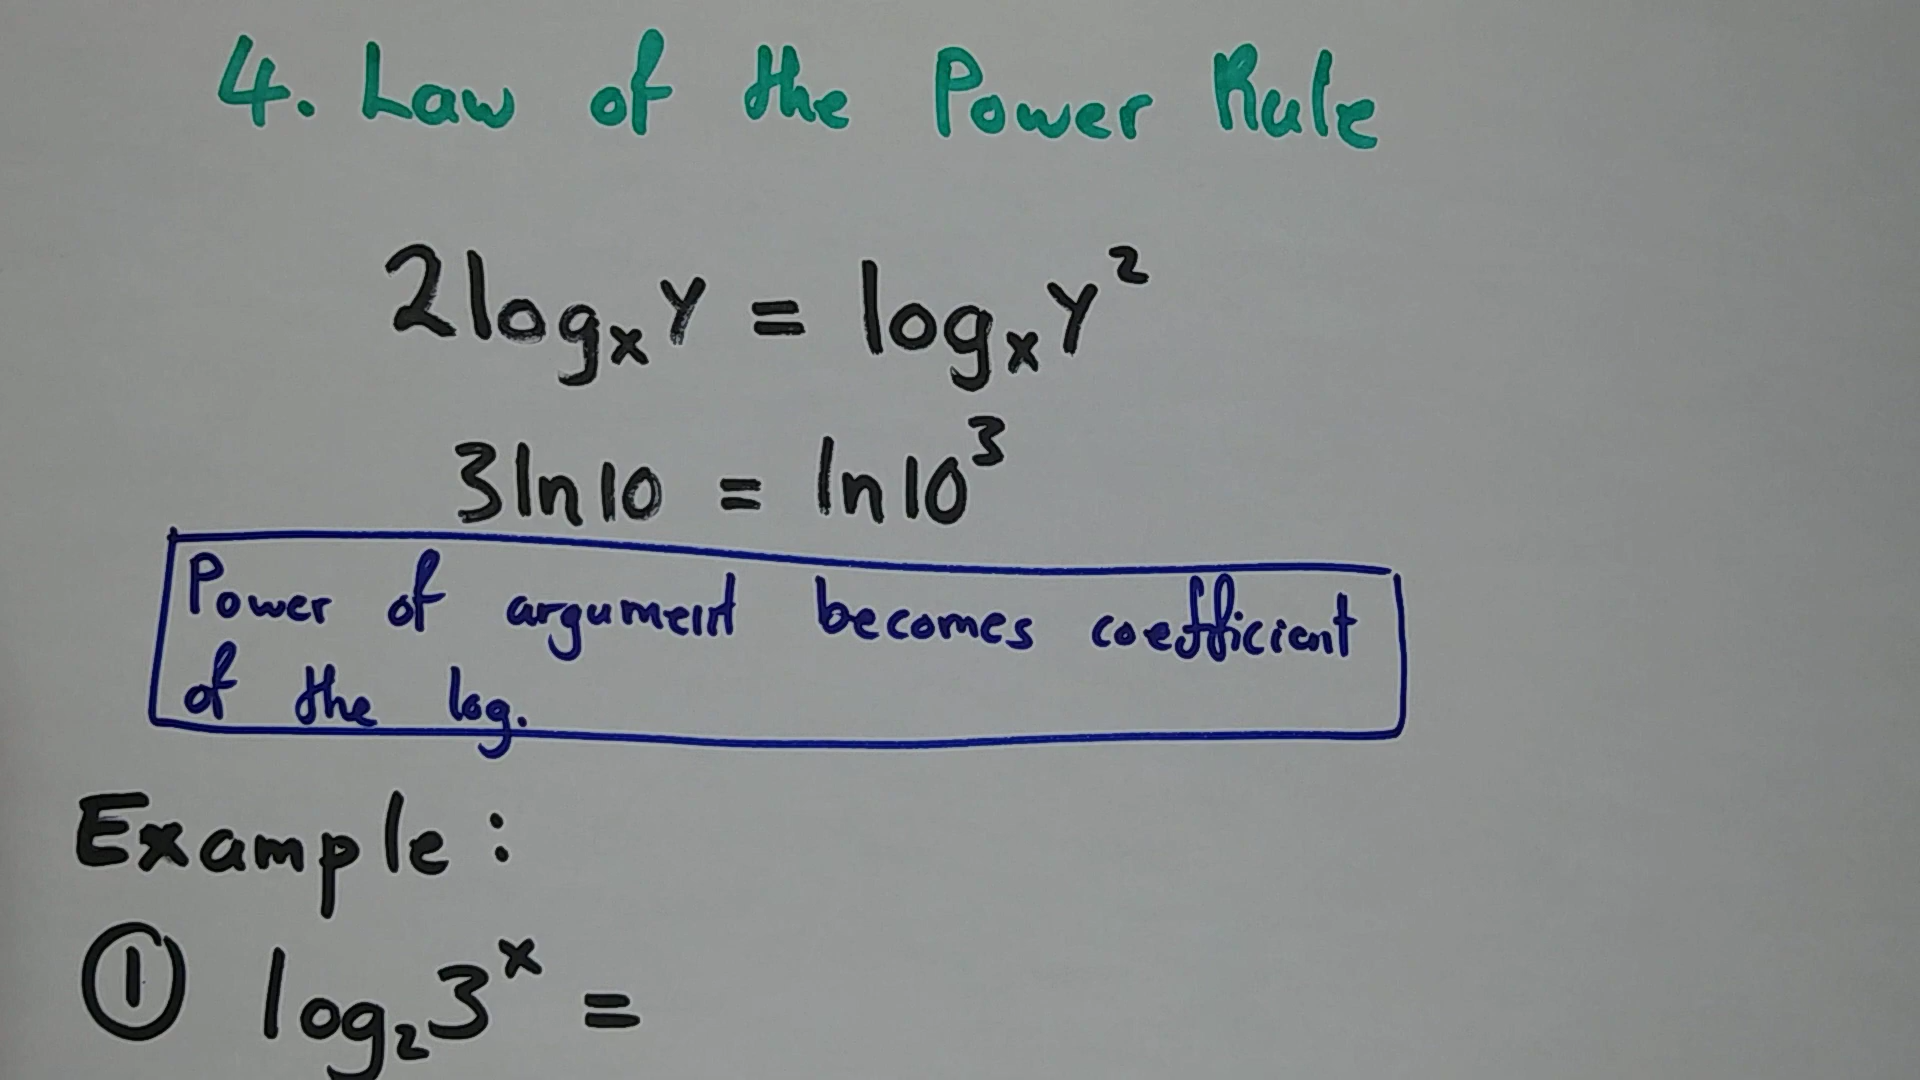 4. Law of the Power Rule
2logₓY = logₓY²
3ln10 = ln10³
Power of argument becomes coefficient
of the log.
Example:
① log₂3ˣ =